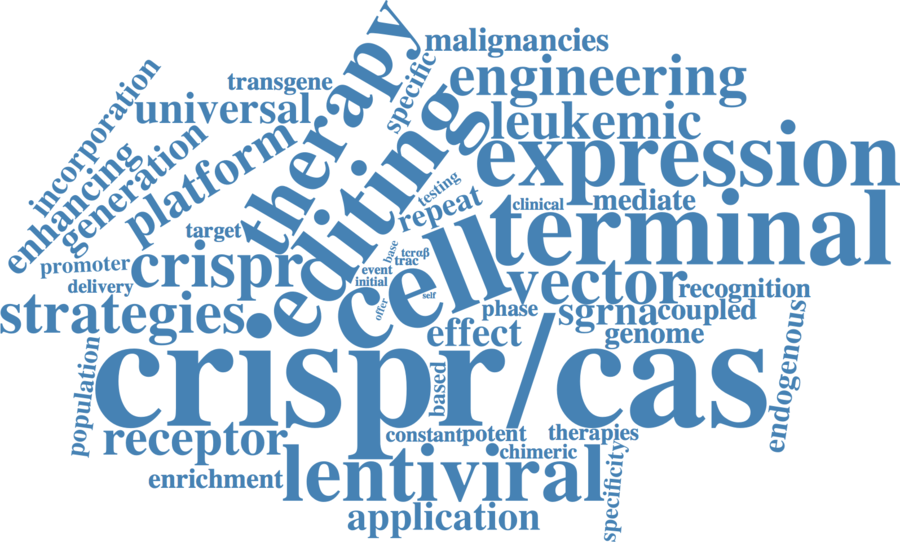 malignancies
therapy
specific
engineering
transgene
incorporation
universal
editing
leukemic
expression
enhancing
generation
platform
testing
repeat
clinical
mediate
terminal
target
cell
base
tcrαβ
trac
promoter
crispr
event
initial
delivery
vector
recognition
self
offer
strategies
phase
sgrna
coupled
effect
genome
endogenous
crispr/cas
population
based
receptor
constant
potent
therapies
chimeric
enrichment
lentiviral
specificity
application